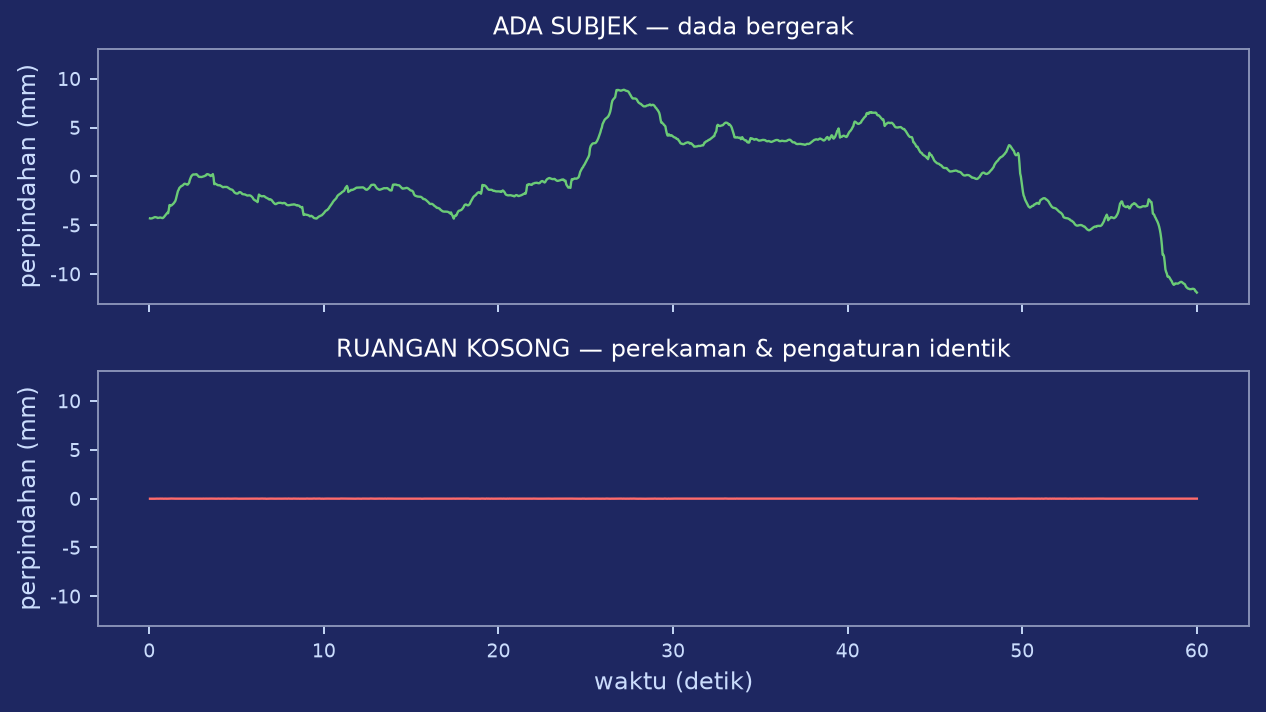 ADA SUBJEK — dada bergerak
perpindahan (mm)
10
5
0
-5
-10
RUANGAN KOSONG — perekaman & pengaturan identik
perpindahan (mm)
10
5
0
-5
-10
0 10 20 30 40 50 60
waktu (detik)